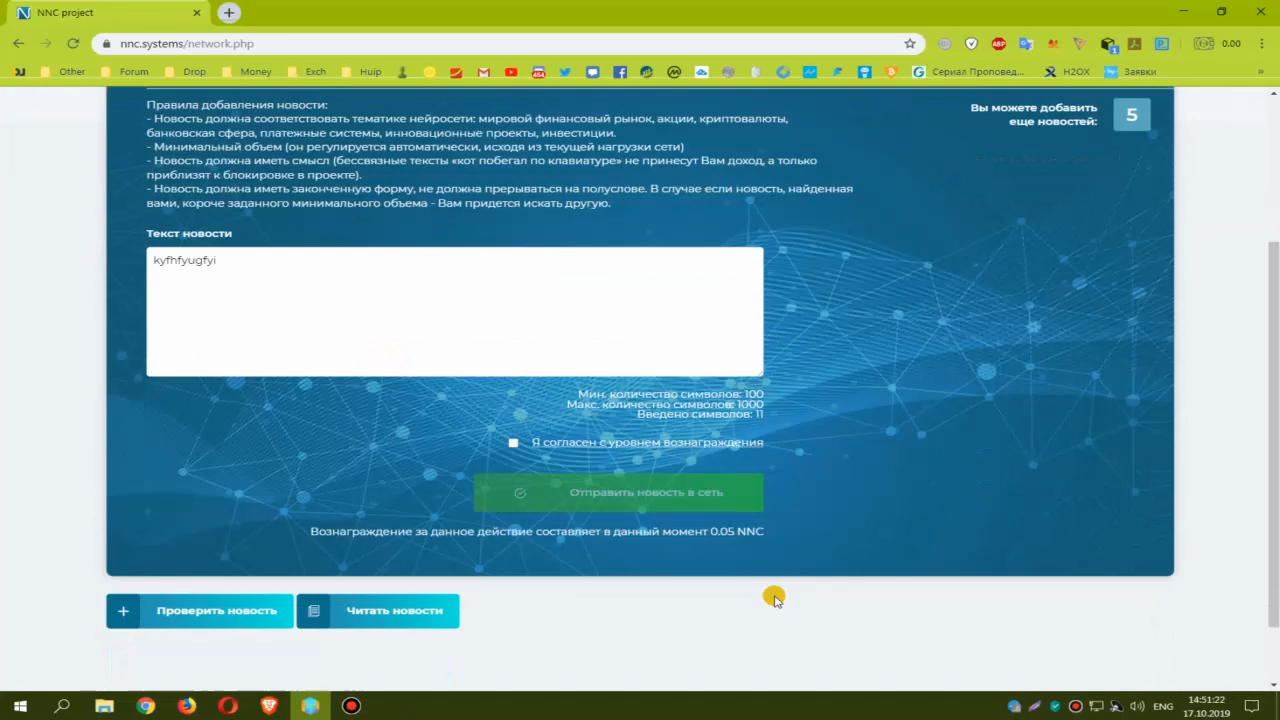 NNC project
nnc.systems/network.php
ABP
1
0.00
Other
Forum
Drop
Money
Exch
Huip
Сериал Проповед...
H2OX
Заявки
»
Правила добавления новости:
- Новость должна соответствовать тематике нейросети: мировой финансовый рынок, акции, криптовалюты,
банковская сфера, платежные системы, инновационные проекты, инвестиции.
- Минимальный объем (он регулируется автоматически, исходя из текущей нагрузки сети)
- Новость должна иметь смысл (бессвязные тексты «кот побегал по клавиатуре» не принесут Вам доход, а только
приблизят к блокировке в проекте).
- Новость должна иметь законченную форму, не должна прерываться на полуслове. В случае если новость, найденная
вами, короче заданного минимального объема - Вам придется искать другую.
Вы можете добавить
еще новостей:
5
Текст новости
kyfhfyugfyi
Мин. количество символов: 100
Макс. количество символов: 1000
Введено символов: 11
Я согласен с уровнем вознаграждения
Отправить новость в сеть
Вознаграждение за данное действие составляет в данный момент 0.05 NNC
Проверить новость
Читать новости
ENG
14:51:22
17.10.2019